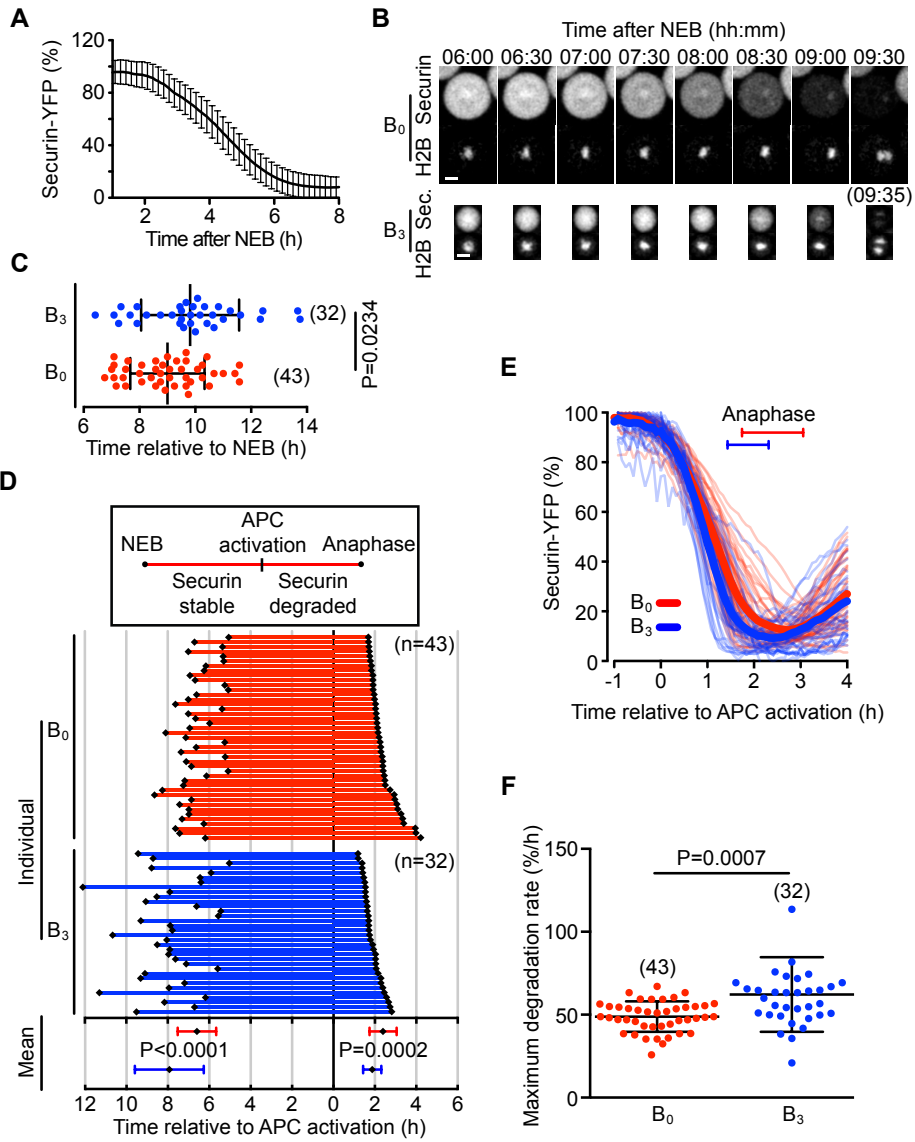 A
Securin-YFP (%)
120
80
40
0
2 4 6 8
Time after NEB (h)
B
Time after NEB (hh:mm)
06:00 06:30 07:00 07:30 08:00 08:30 09:00 09:30
B0
Securin
H2B
(09:35)
B3
Sec.
H2B
C
B3
(32)
B0
(43)
P=0.0234
6 8 10 12 14
Time relative to NEB (h)
D
NEB
APC
activation
Anaphase
Securin
stable
Securin
degraded
Individual
B0
(n=43)
B3
(n=32)
Mean
P<0.0001
P=0.0002
12 10 8 6 4 2 0 2 4 6
Time relative to APC activation (h)
E
Securin-YFP (%)
100
80
60
40
20
0
Anaphase
B0
B3
-1 0 1 2 3 4
Time relative to APC activation (h)
F
Maximum degradation rate (%/h)
150
100
50
0
P=0.0007
(43)
(32)
B0 B3